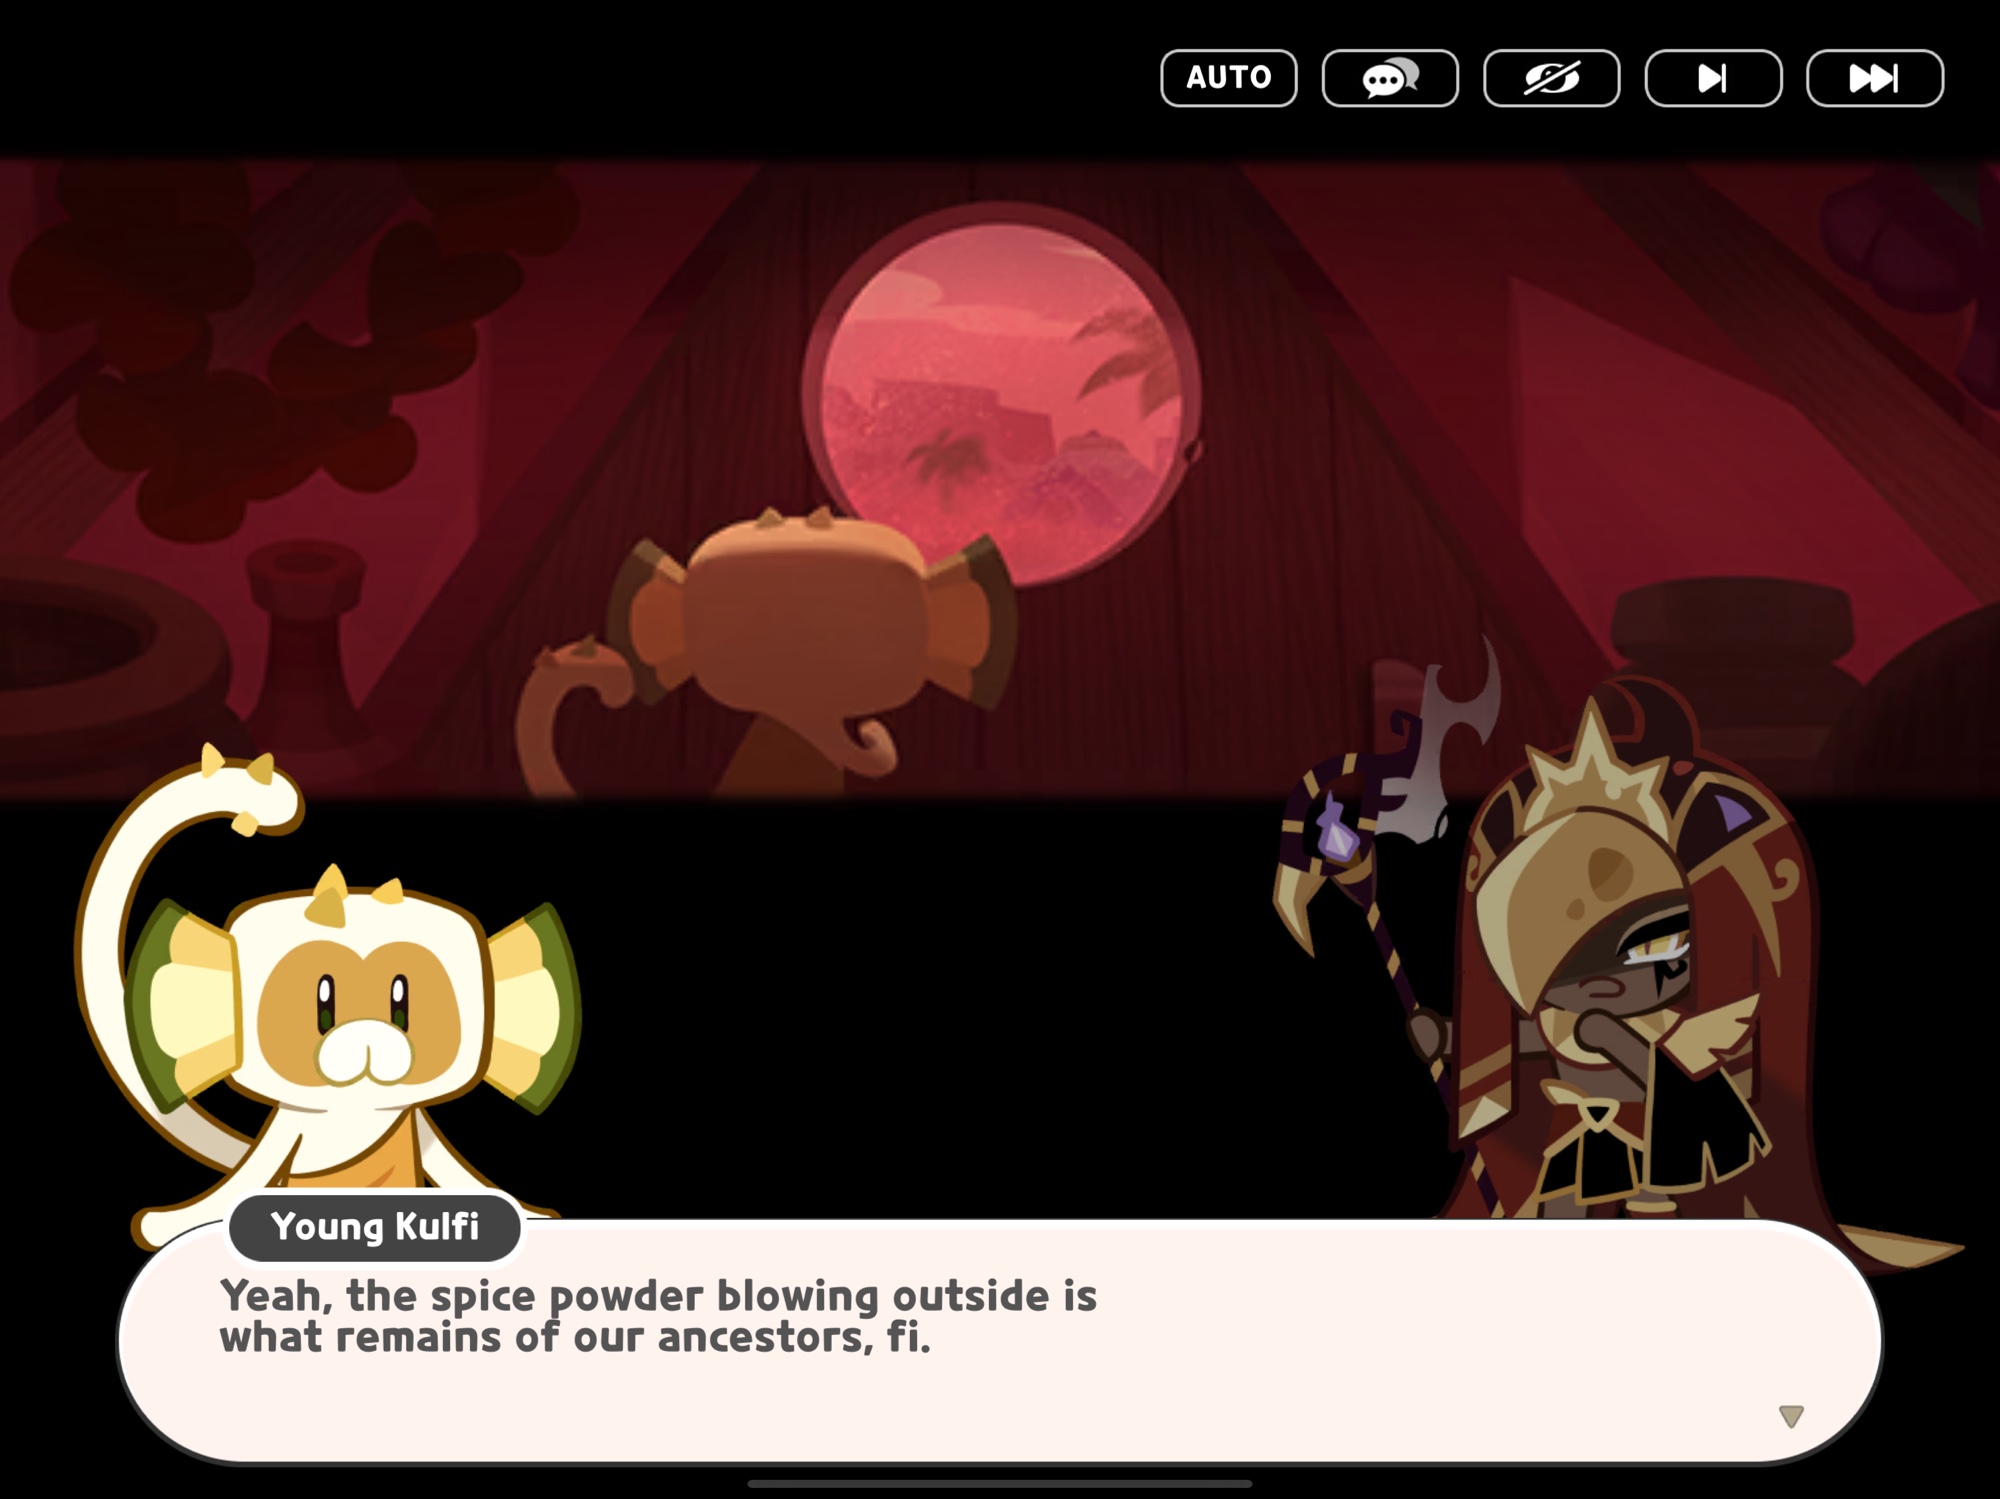 AUTO
Young Kulfi
Yeah, the spice powder blowing outside is
what remains of our ancestors, fi.